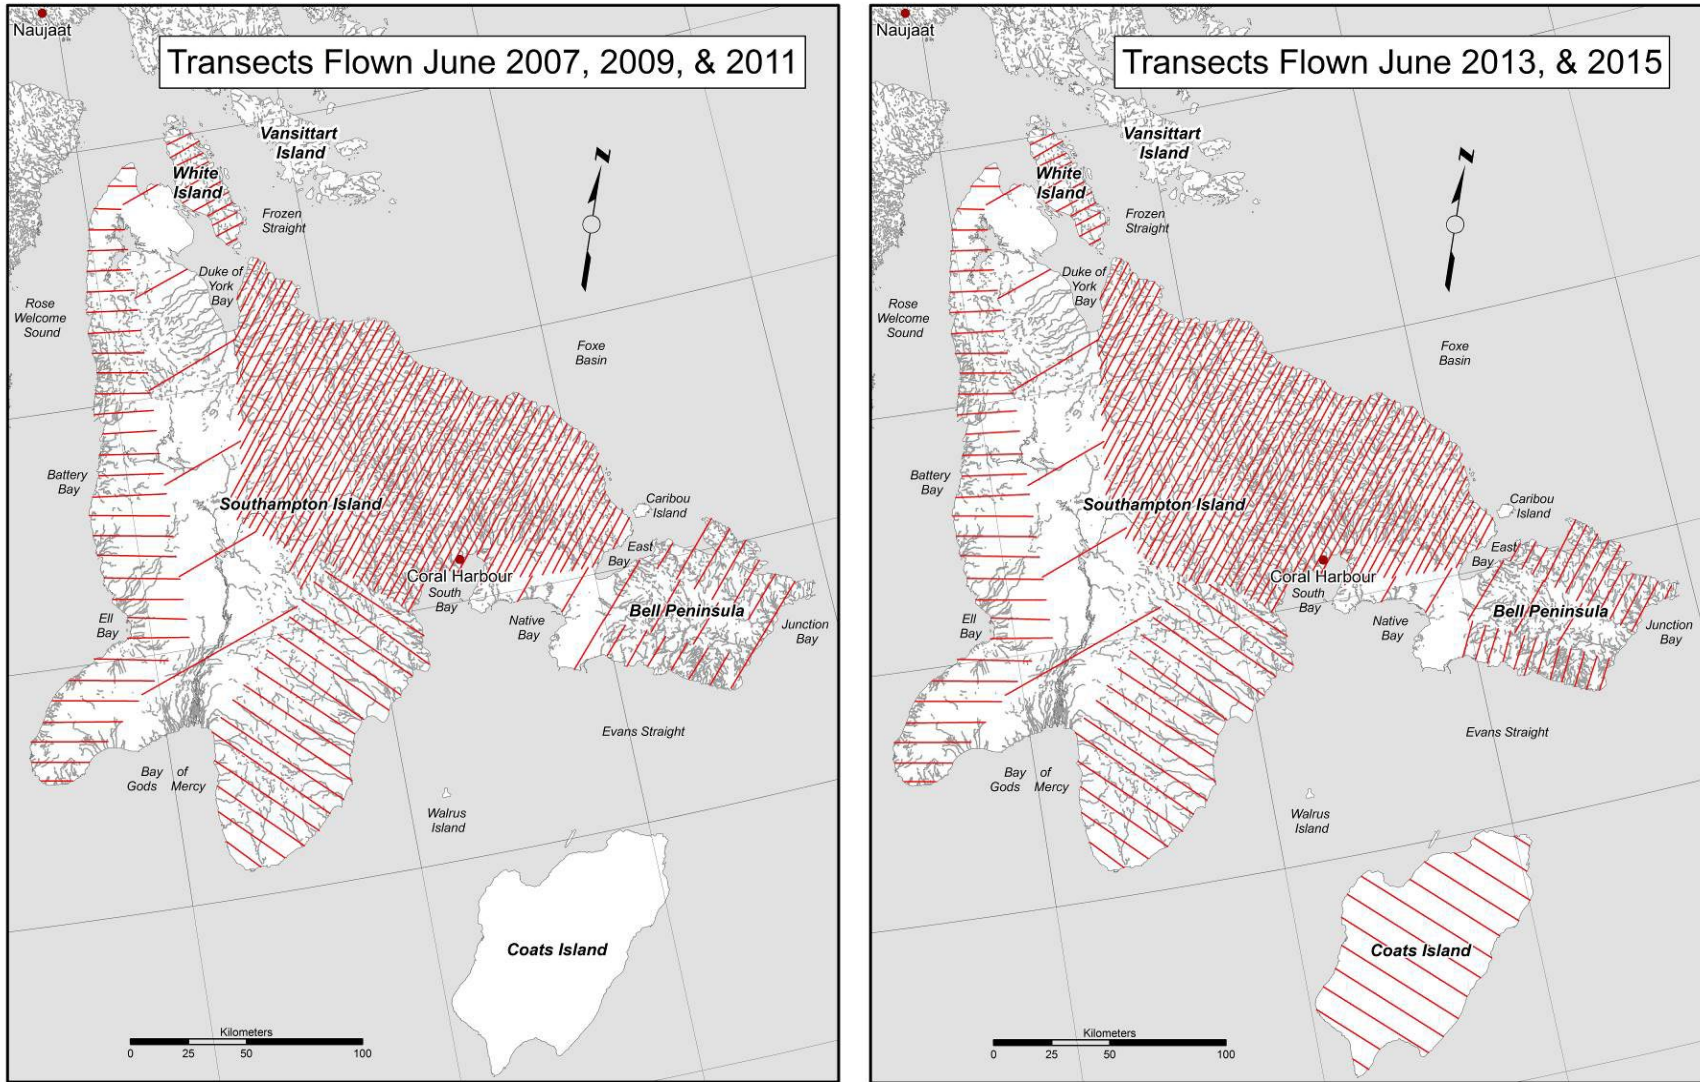 Naujaat
Transects Flown June 2007, 2009, & 2011
Vansittart
Island
White
Island
Frozen
Straight
N
Duke of
York
Bay
Rose
Welcome
Sound
Foxe
Basin
Battery
Bay
Southampton Island
Caribou
Island
East
Bay
Coral Harbour
South
Bay
Bell Peninsula
Ell
Bay
Native
Bay
Junction
Bay
Evans Straight
Bay of
Gods Mercy
Walrus
Island
Coats Island
Kilometers
0 25 50 100
Naujaat
Transects Flown June 2013, & 2015
Vansittart
Island
White
Island
Frozen
Straight
N
Duke of
York
Bay
Rose
Welcome
Sound
Foxe
Basin
Battery
Bay
Southampton Island
Caribou
Island
East
Bay
Coral Harbour
South
Bay
Bell Peninsula
Ell
Bay
Native
Bay
Junction
Bay
Evans Straight
Bay of
Gods Mercy
Walrus
Island
Coats Island
Kilometers
0 25 50 100